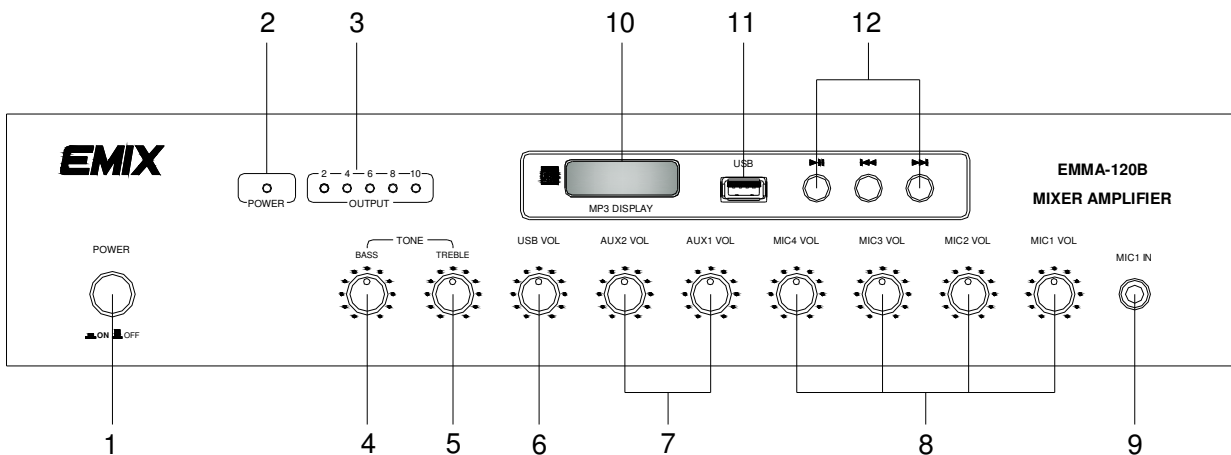 2 3 10 11 12
EMIX
POWER
2 4 6 8 10
OUTPUT
MP3 DISPLAY
USB
EMMA-120B
MIXER AMPLIFIER
POWER
ON OFF
TONE
BASS TREBLE
USB VOL
AUX2 VOL
AUX1 VOL
MIC4 VOL
MIC3 VOL
MIC2 VOL
MIC1 VOL
MIC1 IN
1 4 5 6 7 8 9